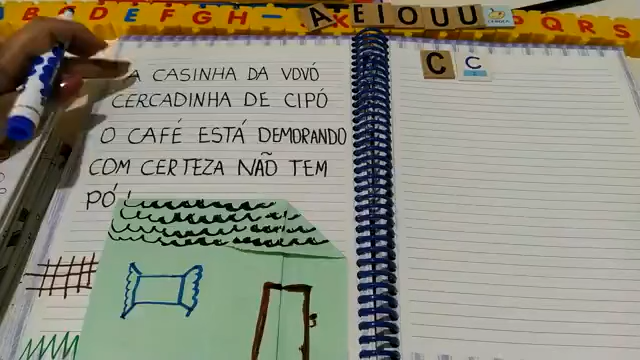 B C D E F G H
A E I O U U
X
Q R S
C C
A CASINHA DA VOVÓ
CERCADINHA DE CIPÓ
O CAFÉ ESTÁ DEMORANDO
COM CERTEZA NÃO TEM
PÓ!